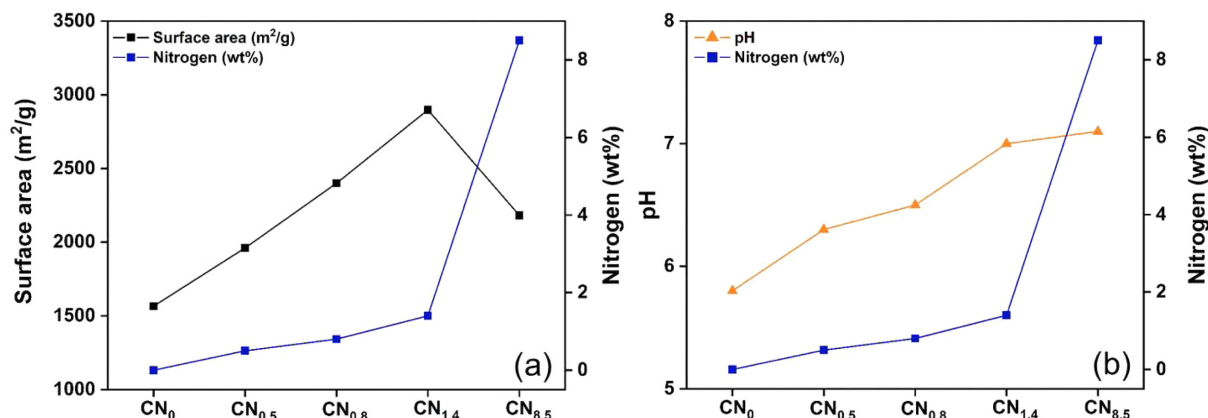 3500
3000
2500
2000
1500
1000
Surface area (m²/g)
Surface area (m²/g)
Nitrogen (wt%)
8
6
4
2
0
Nitrogen (wt%)
(a)
CN₀ CN₀.₅ CN₀.₈ CN₁.₄ CN₈.₅
8
7
6
5
pH
pH
Nitrogen (wt%)
8
6
4
2
0
Nitrogen (wt%)
(b)
CN₀ CN₀.₅ CN₀.₈ CN₁.₄ CN₈.₅